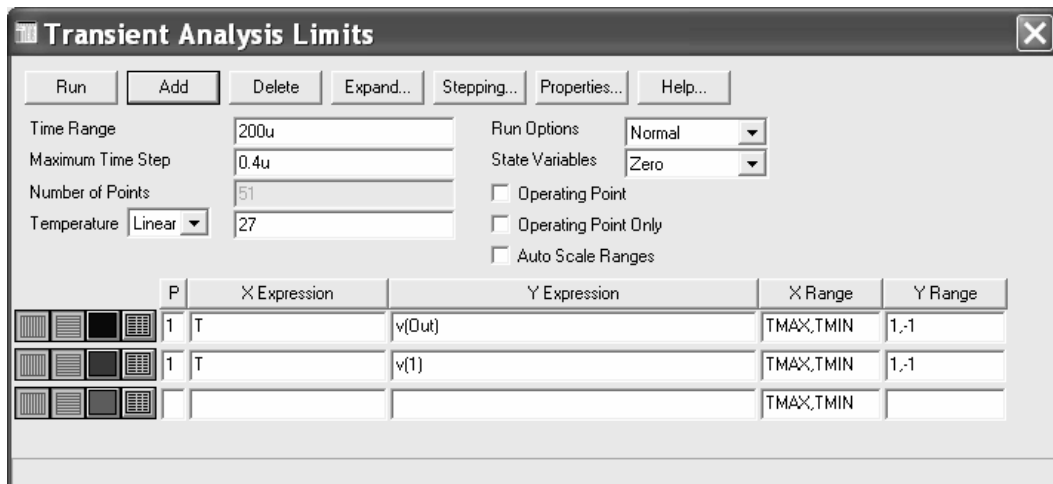 Transient Analysis Limits
Run Add Delete Expand... Stepping... Properties... Help...
Time Range 200u Run Options Normal
Maximum Time Step 0.4u State Variables Zero
Number of Points 51 Operating Point
Temperature Linear 27 Operating Point Only
Auto Scale Ranges
P X Expression Y Expression X Range Y Range
1 T v(Out) TMAX,TMIN 1,-1
1 T v(1) TMAX,TMIN 1,-1
TMAX,TMIN